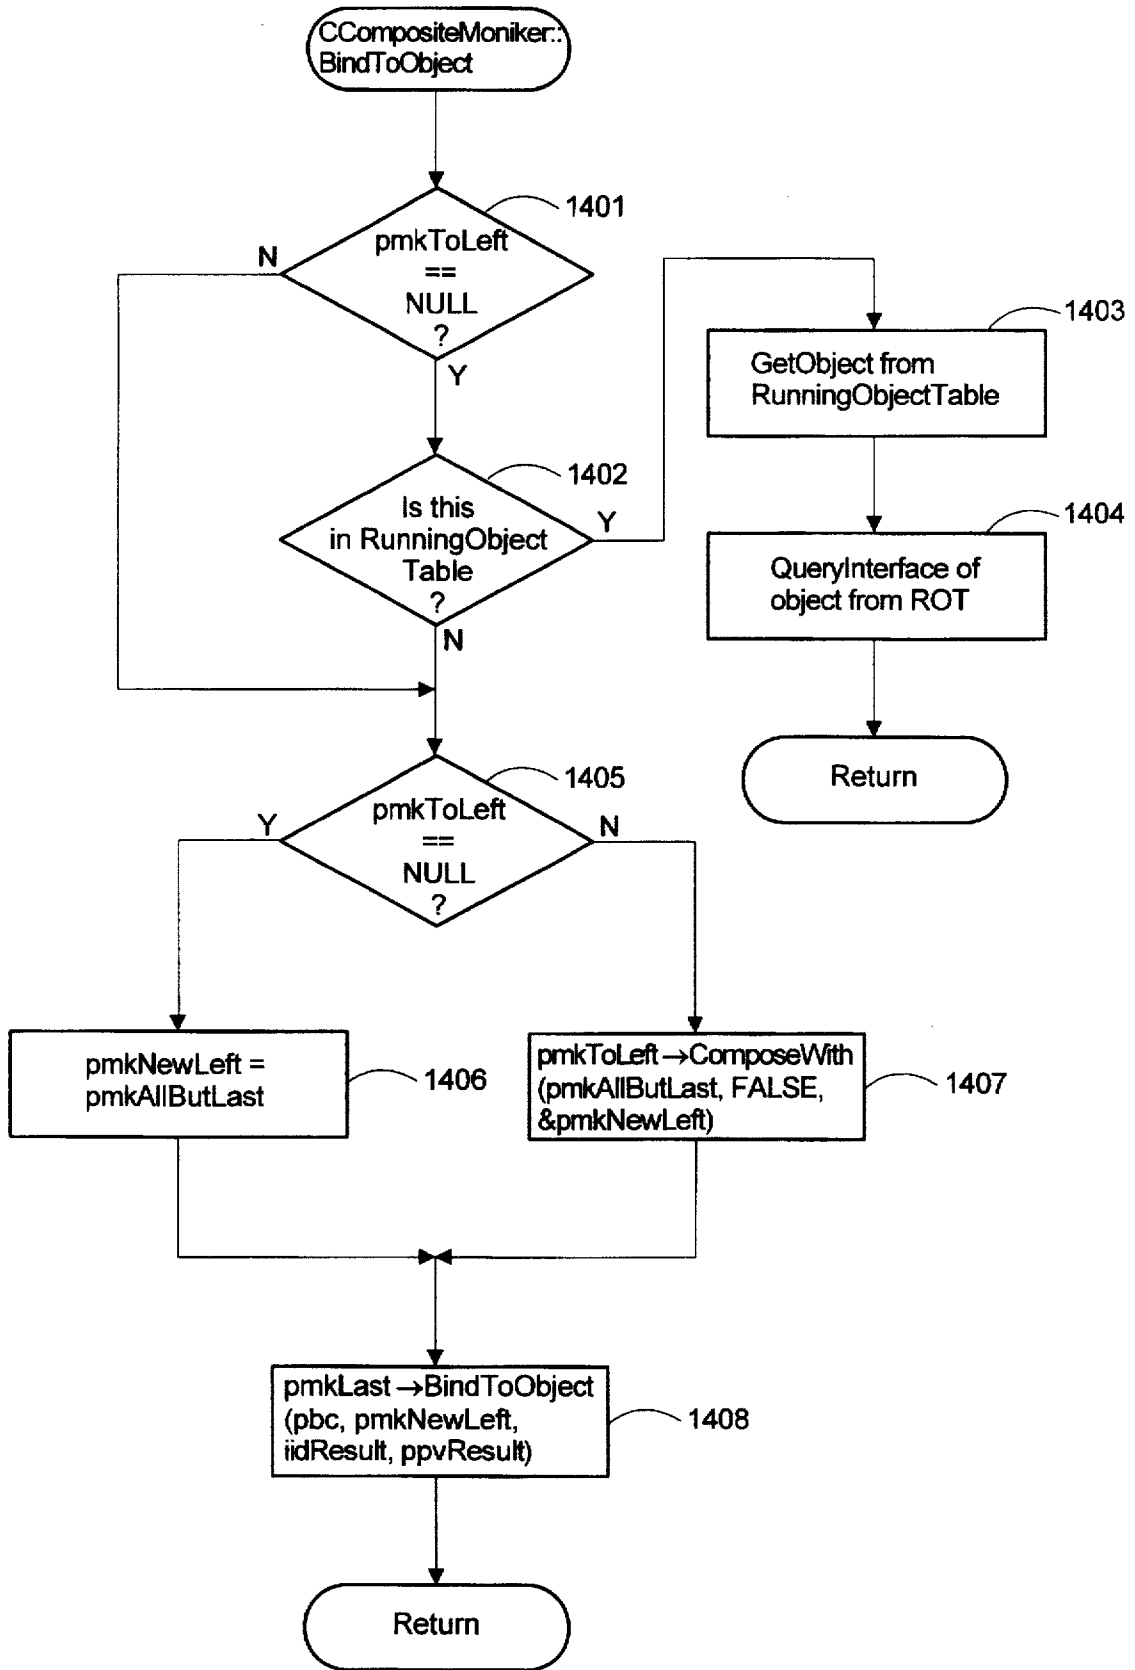 CCompositeMoniker::
BindToObject
1401
pmkToLeft
==
NULL
?
N
Y
1402
Is this
in RunningObject
Table
?
Y
N
1403
GetObject from
RunningObjectTable
1404
QueryInterface of
object from ROT
Return
1405
pmkToLeft
==
NULL
?
Y
N
pmkNewLeft =
pmkAllButLast
1406
pmkToLeft→ComposeWith
(pmkAllButLast, FALSE,
&pmkNewLeft)
1407
pmkLast→BindToObject
(pbc, pmkNewLeft,
iidResult, ppvResult)
1408
Return